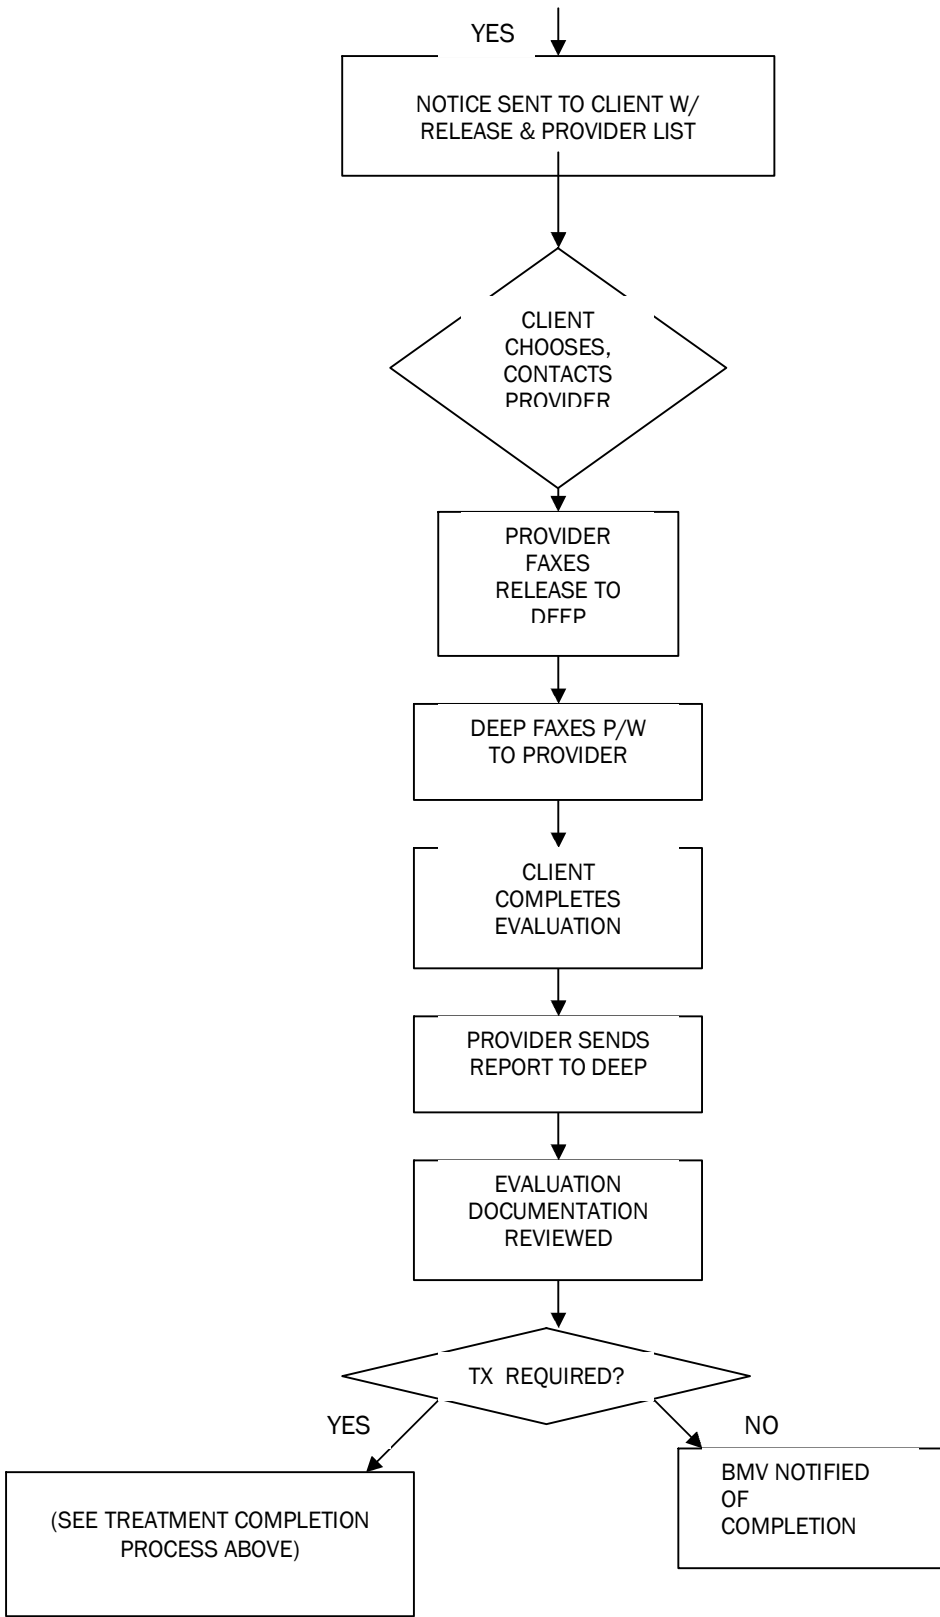 YES
NOTICE SENT TO CLIENT W/
RELEASE & PROVIDER LIST
CLIENT
CHOOSES,
CONTACTS
PROVIDER
PROVIDER
FAXES
RELEASE TO
DEEP
DEEP FAXES P/W
TO PROVIDER
CLIENT
COMPLETES
EVALUATION
PROVIDER SENDS
REPORT TO DEEP
EVALUATION
DOCUMENTATION
REVIEWED
TX REQUIRED?
YES
NO
(SEE TREATMENT COMPLETION
PROCESS ABOVE)
BMV NOTIFIED
OF
COMPLETION